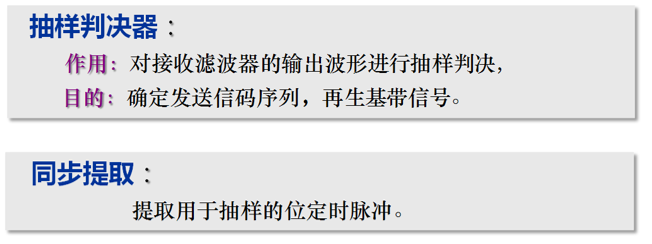 抽样判决器：
作用：对接收滤波器的输出波形进行抽样判决，
目的：确定发送信码序列，再生基带信号。
同步提取：
提取用于抽样的位定时脉冲。